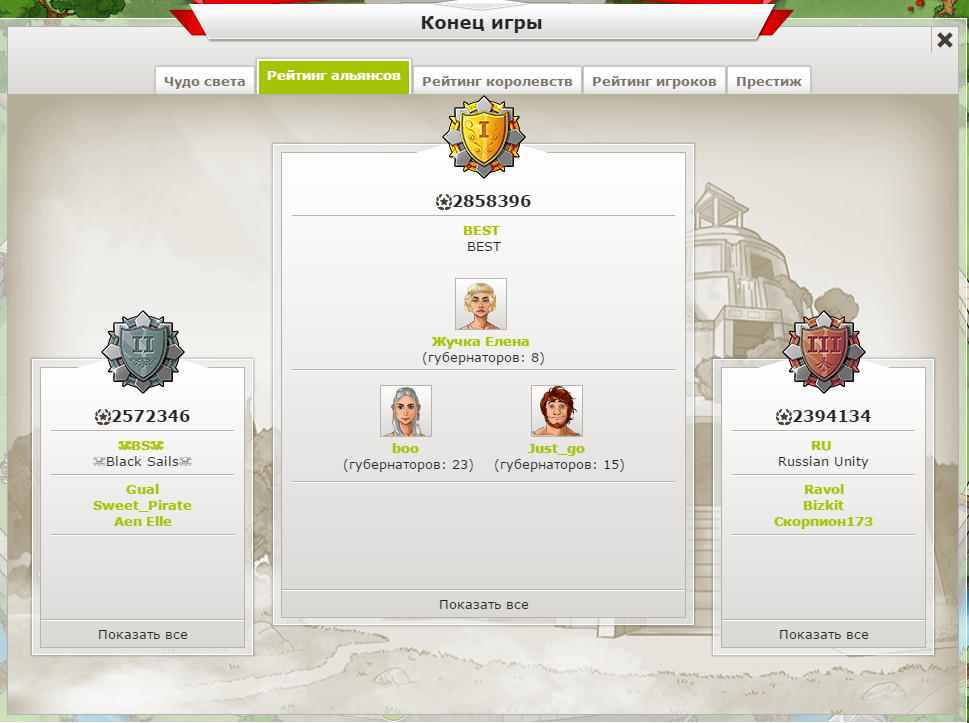 Конец игры
Чудо света
Рейтинг альянсов
Рейтинг королевств
Рейтинг игроков
Престиж
I
2858396
BEST
BEST
Жучка Елена
(губернаторов: 8)
boo
(губернаторов: 23)
Just_go
(губернаторов: 15)
Показать все
II
2572346
☠BS☠
☠Black Sails☠
Gual
Sweet_Pirate
Aen Elle
Показать все
III
2394134
RU
Russian Unity
Ravol
Bizkit
Скорпион173
Показать все